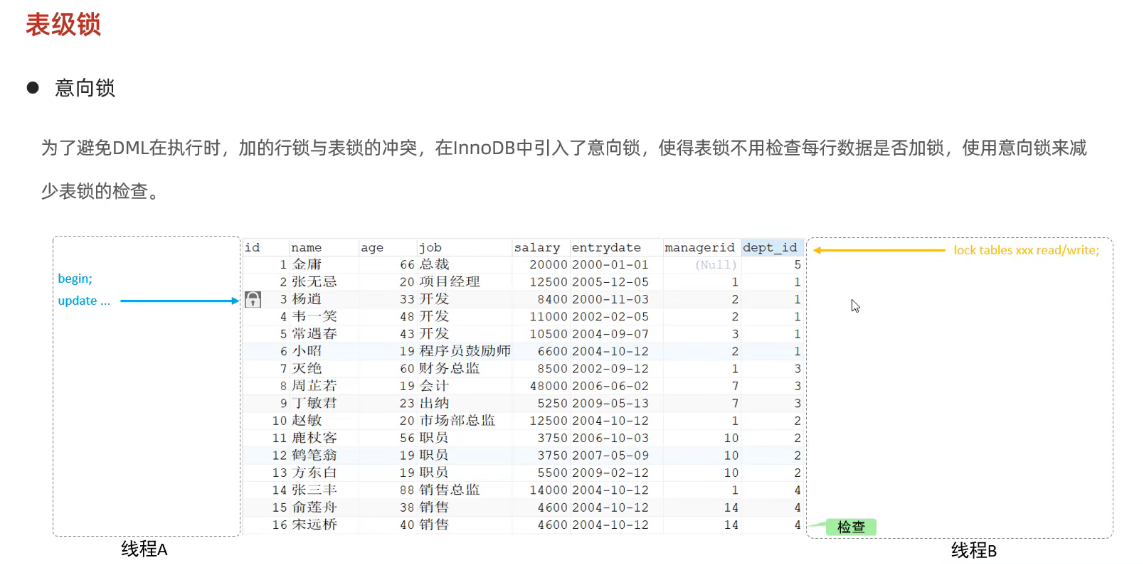 表级锁
● 意向锁
为了避免DML在执行时，加的行锁与表锁的冲突，在InnoDB中引入了意向锁，使得表锁不用检查每行数据是否加锁，使用意向锁来减
少表锁的检查。
begin;
update ...
id name age job salary entrydate managerid dept_id
1 金庸 66 总裁 20000 2000-01-01 (Null) 5
2 张无忌 20 项目经理 12500 2005-12-05 1 1
3 杨逍 33 开发 8400 2000-11-03 2 1
4 韦一笑 48 开发 11000 2002-02-05 2 1
5 常遇春 43 开发 10500 2004-09-07 3 1
6 小昭 19 程序员鼓励师 6600 2004-10-12 2 1
7 灭绝 60 财务总监 8500 2002-09-12 1 3
8 周芷若 19 会计 48000 2006-06-02 7 3
9 丁敏君 23 出纳 5250 2009-05-13 7 3
10 赵敏 20 市场部总监 12500 2004-10-12 1 2
11 鹿杖客 56 职员 3750 2006-10-03 10 2
12 鹤笔翁 19 职员 3750 2007-05-09 10 2
13 方东白 19 职员 5500 2009-02-12 10 2
14 张三丰 88 销售总监 14000 2004-10-12 1 4
15 俞莲舟 38 销售 4600 2004-10-12 14 4
16 宋远桥 40 销售 4600 2004-10-12 14 4
lock tables xxx read/write;
检查
线程A
线程B